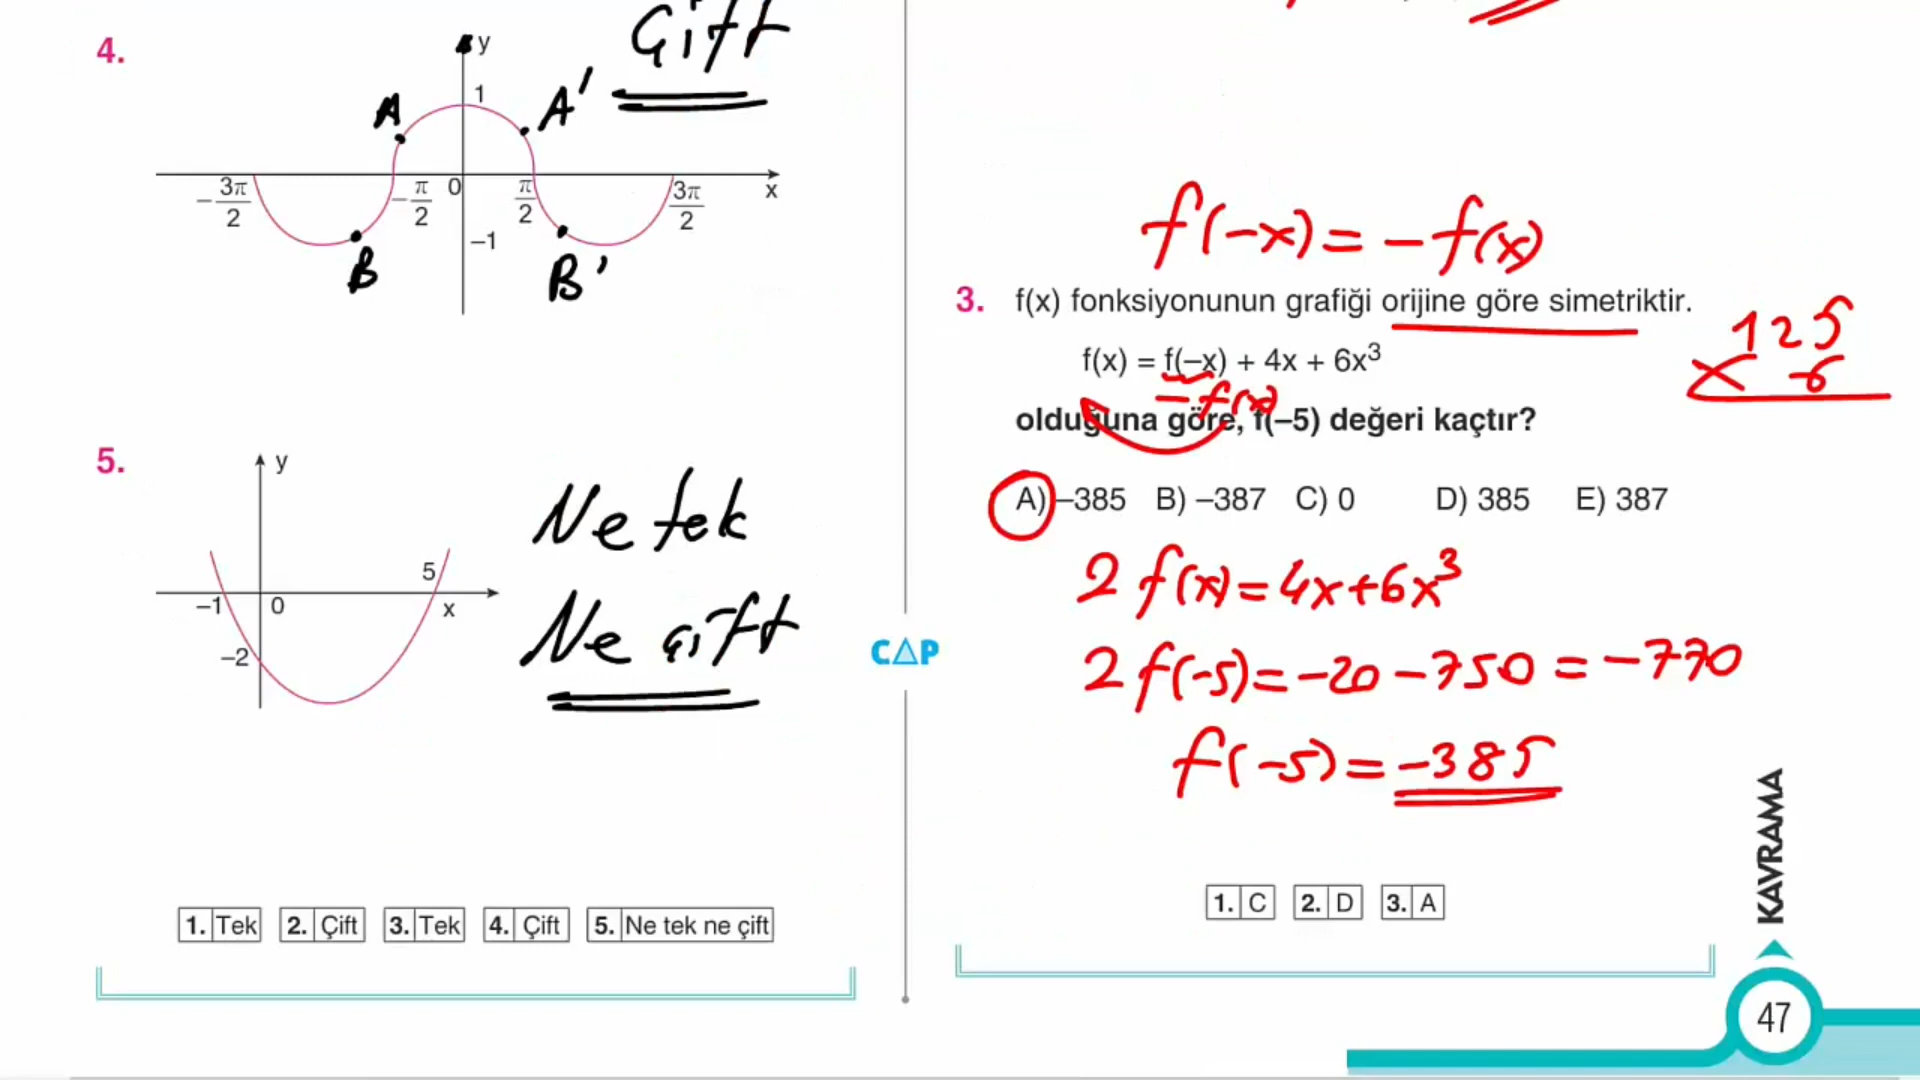 Çift
4.
y
1
A
A'
-3π/2
-π/2
0
π/2
3π/2
x
-1
B
B'
5.
y
5
-1
0
x
-2
Ne tek
Ne çift
1. Tek 2. Çift 3. Tek 4. Çift 5. Ne tek ne çift
CAP
f(-x) = -f(x)
3. f(x) fonksiyonunun grafiği orijine göre simetriktir.
125
x 6
f(x) = f(–x) + 4x + 6x³
-f(x)
olduğuna göre, f(–5) değeri kaçtır?
A) –385 B) –387 C) 0 D) 385 E) 387
2 f(x) = 4x + 6x³
2 f(-5) = -20 - 750 = -770
f(-5) = -385
1. C 2. D 3. A
KAVRAMA
47